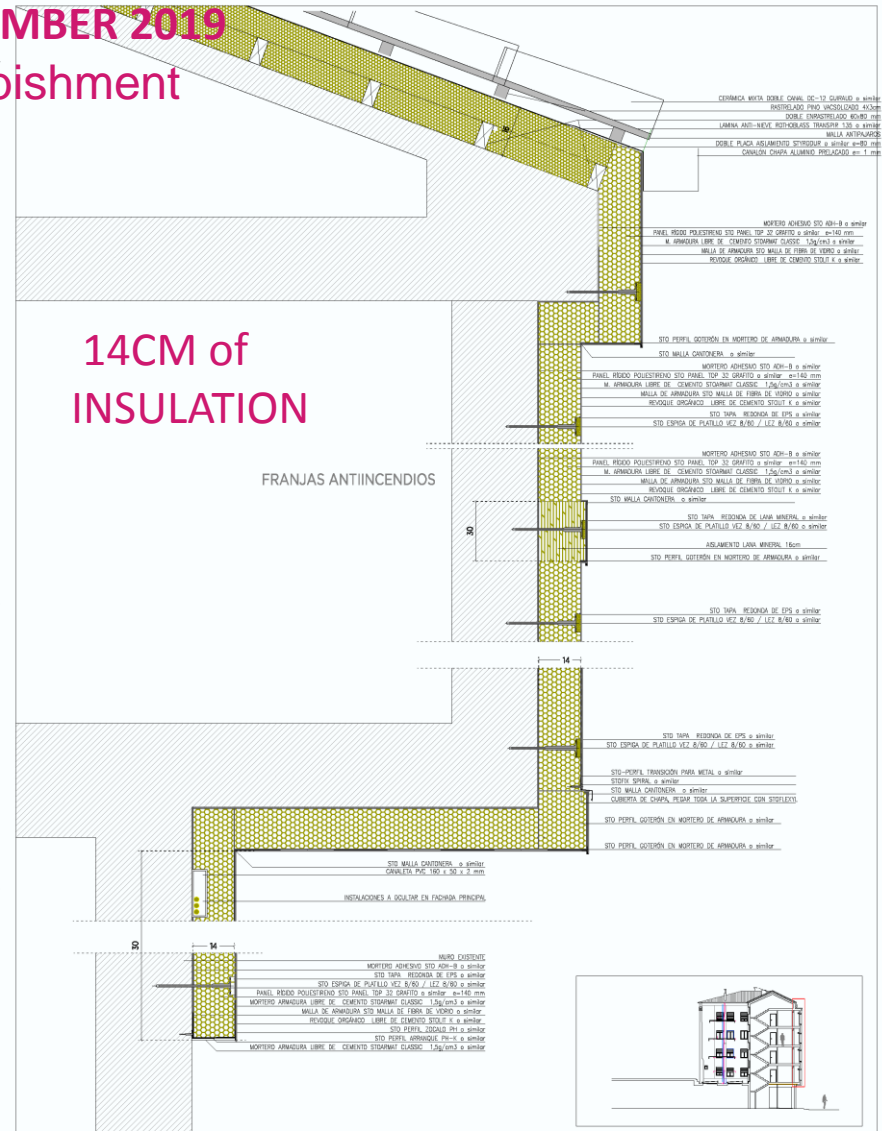 MBER 2019
bishment
CERÁMICA MIXTA DOBLE CANAL DC-12 GUIRAUD o similar
RASTRELADO PINO VACSOLIZADO 4X3cm
DOBLE ENRASTRELADO 60x80 mm
LAMINA ANTI-NIEVE ROTHOBLASS TRANSPIR 135 o similar
MALLA ANTIPAJAROS
DOBLE PLACA AISLAMIENTO STYRODUR o similar e=80 mm
CANALÓN CHAPA ALUMINIO PRELACADO e= 1 mm
MORTERO ADHESIVO STO ADH-B o similar
PANEL RÍGIDO POLIESTIRENO STO PANEL TOP 32 GRAFITO o similar e=140 mm
M. ARMADURA LIBRE DE CEMENTO STOARMAT CLASSIC 1,5g/cm3 o similar
MALLA DE ARMADURA STO MALLA DE FIBRA DE VIDRIO o similar
REVOQUE ORGÁNICO LIBRE DE CEMENTO STOLIT K o similar
14CM of
INSULATION
STO PERFIL GOTERÓN EN MORTERO DE ARMADURA o similar
STO MALLA CANTONERA o similar
MORTERO ADHESIVO STO ADH-B o similar
PANEL RÍGIDO POLIESTIRENO STO PANEL TOP 32 GRAFITO o similar e=140 mm
M. ARMADURA LIBRE DE CEMENTO STOARMAT CLASSIC 1,5g/cm3 o similar
MALLA DE ARMADURA STO MALLA DE FIBRA DE VIDRIO o similar
REVOQUE ORGÁNICO LIBRE DE CEMENTO STOLIT K o similar
STO TAPA REDONDA DE EPS o similar
STO ESPIGA DE PLATILLO VEZ 8/60 / LEZ 8/60 o similar
FRANJAS ANTIINCENDIOS
MORTERO ADHESIVO STO ADH-B o similar
PANEL RÍGIDO POLIESTIRENO STO PANEL TOP 32 GRAFITO o similar e=140 mm
M. ARMADURA LIBRE DE CEMENTO STOARMAT CLASSIC 1,5g/cm3 o similar
MALLA DE ARMADURA STO MALLA DE FIBRA DE VIDRIO o similar
REVOQUE ORGÁNICO LIBRE DE CEMENTO STOLIT K o similar
STO MALLA CANTONERA o similar
30
STO TAPA REDONDA DE LANA MINERAL o similar
STO ESPIGA DE PLATILLO VEZ 8/60 / LEZ 8/60 o similar
AISLAMIENTO LANA MINERAL 16cm
STO PERFIL GOTERÓN EN MORTERO DE ARMADURA o similar
STO TAPA REDONDA DE EPS o similar
STO ESPIGA DE PLATILLO VEZ 8/60 / LEZ 8/60 o similar
14
STO TAPA REDONDA DE EPS o similar
STO ESPIGA DE PLATILLO VEZ 8/60 / LEZ 8/60 o similar
STO-PERFIL TRANSICIÓN PARA METAL o similar
STOFIX SPIRAL o similar
STO MALLA CANTONERA o similar
CUBIERTA DE CHAPA, PEGAR TODA LA SUPERFICIE CON STOFLEXYL
STO PERFIL GOTERÓN EN MORTERO DE ARMADURA o similar
STO PERFIL GOTERÓN EN MORTERO DE ARMADURA o similar
STO MALLA CANTONERA o similar
CANALETA PVC 160 x 50 x 2 mm
INSTALACIONES A OCULTAR EN FACHADA PRINCIPAL
30
14
MURO EXISTENTE
MORTERO ADHESIVO STO ADH-B o similar
STO TAPA REDONDA DE EPS o similar
STO ESPIGA DE PLATILLO VEZ 8/60 / LEZ 8/60 o similar
PANEL RÍGIDO POLIESTIRENO STO PANEL TOP 32 GRAFITO o similar e=140 mm
MORTERO ARMADURA LIBRE DE CEMENTO STOARMAT CLASSIC 1,5g/cm3 o similar
MALLA DE ARMADURA STO MALLA DE FIBRA DE VIDRIO o similar
REVOQUE ORGÁNICO LIBRE DE CEMENTO STOLIT K o similar
STO PERFIL ZOCALO PH o similar
STO PERFIL ARRANQUE PH-K o similar
MORTERO ARMADURA LIBRE DE CEMENTO STOARMAT CLASSIC 1,5g/cm3 o similar